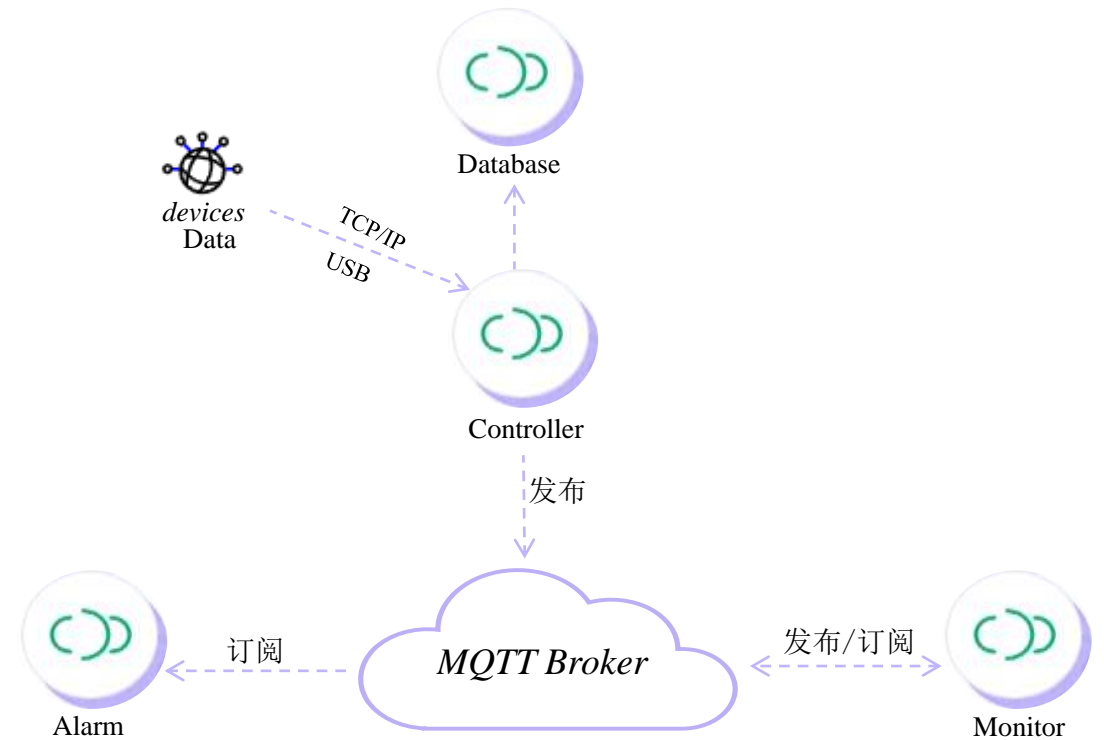 Database
devices
Data
TCP/IP
USB
Controller
发布
订阅
MQTT Broker
发布/订阅
Alarm
Monitor